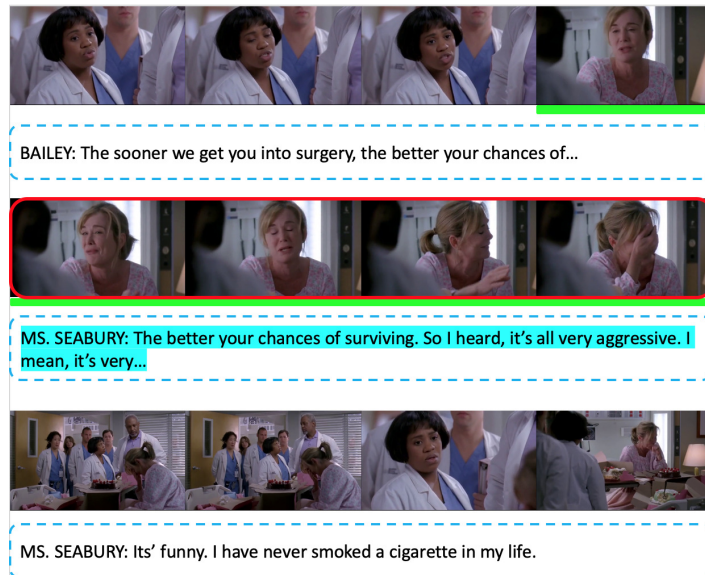 BAILEY: The sooner we get you into surgery, the better your chances of…
MS. SEABURY: The better your chances of surviving. So I heard, it's all very aggressive. I
mean, it's very…
MS. SEABURY: Its' funny. I have never smoked a cigarette in my life.